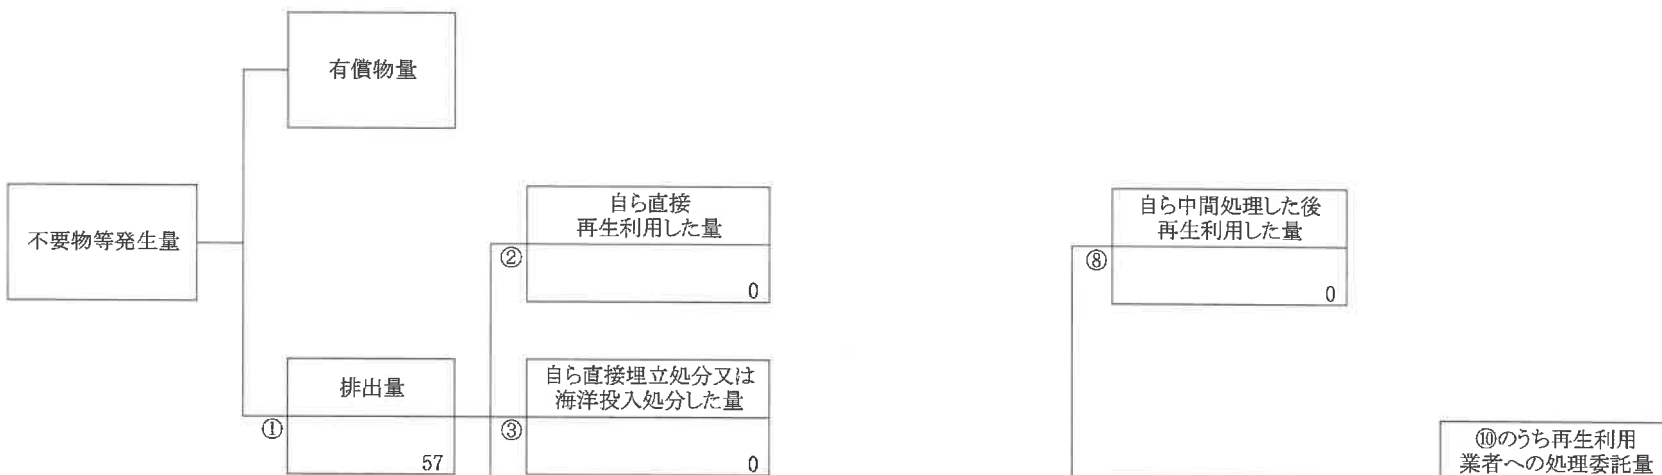 有償物量
不要物等発生量
自ら直接
再生利用した量
②
0
自ら中間処理した後
再生利用した量
⑧
0
排出量
①
57
自ら直接埋立処分又は
海洋投入処分した量
③
0
⑩のうち再生利用
業者への処理委託量